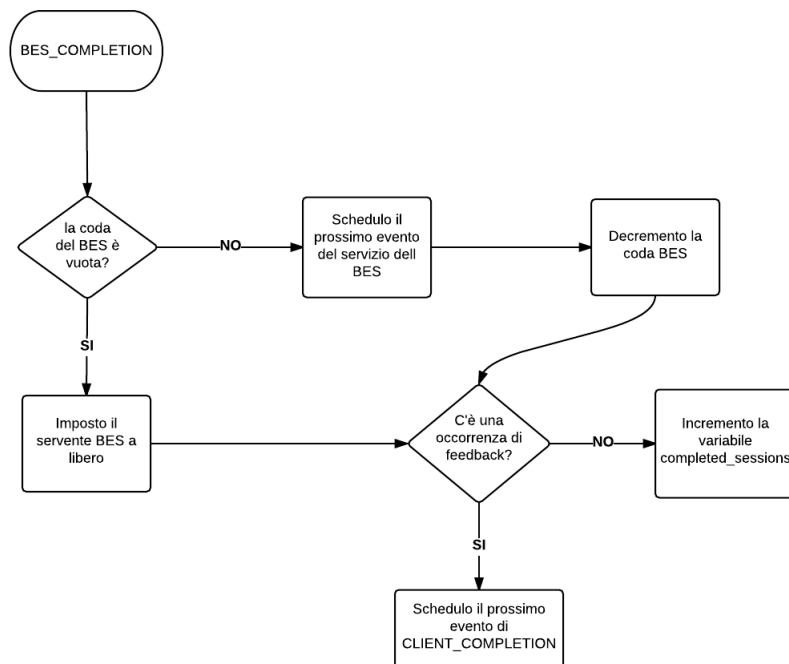 BES_COMPLETION
la coda
del BES è
vuota?
NO
Schedulo il
prossimo evento
del servizio dell
BES
Decremento la
coda BES
SI
Imposto il
servente BES a
libero
C'è una
occorrenza di
feedback?
NO
Incremento la
variabile
completed_sessions
SI
Schedulo il prossimo
evento di
CLIENT_COMPLETION